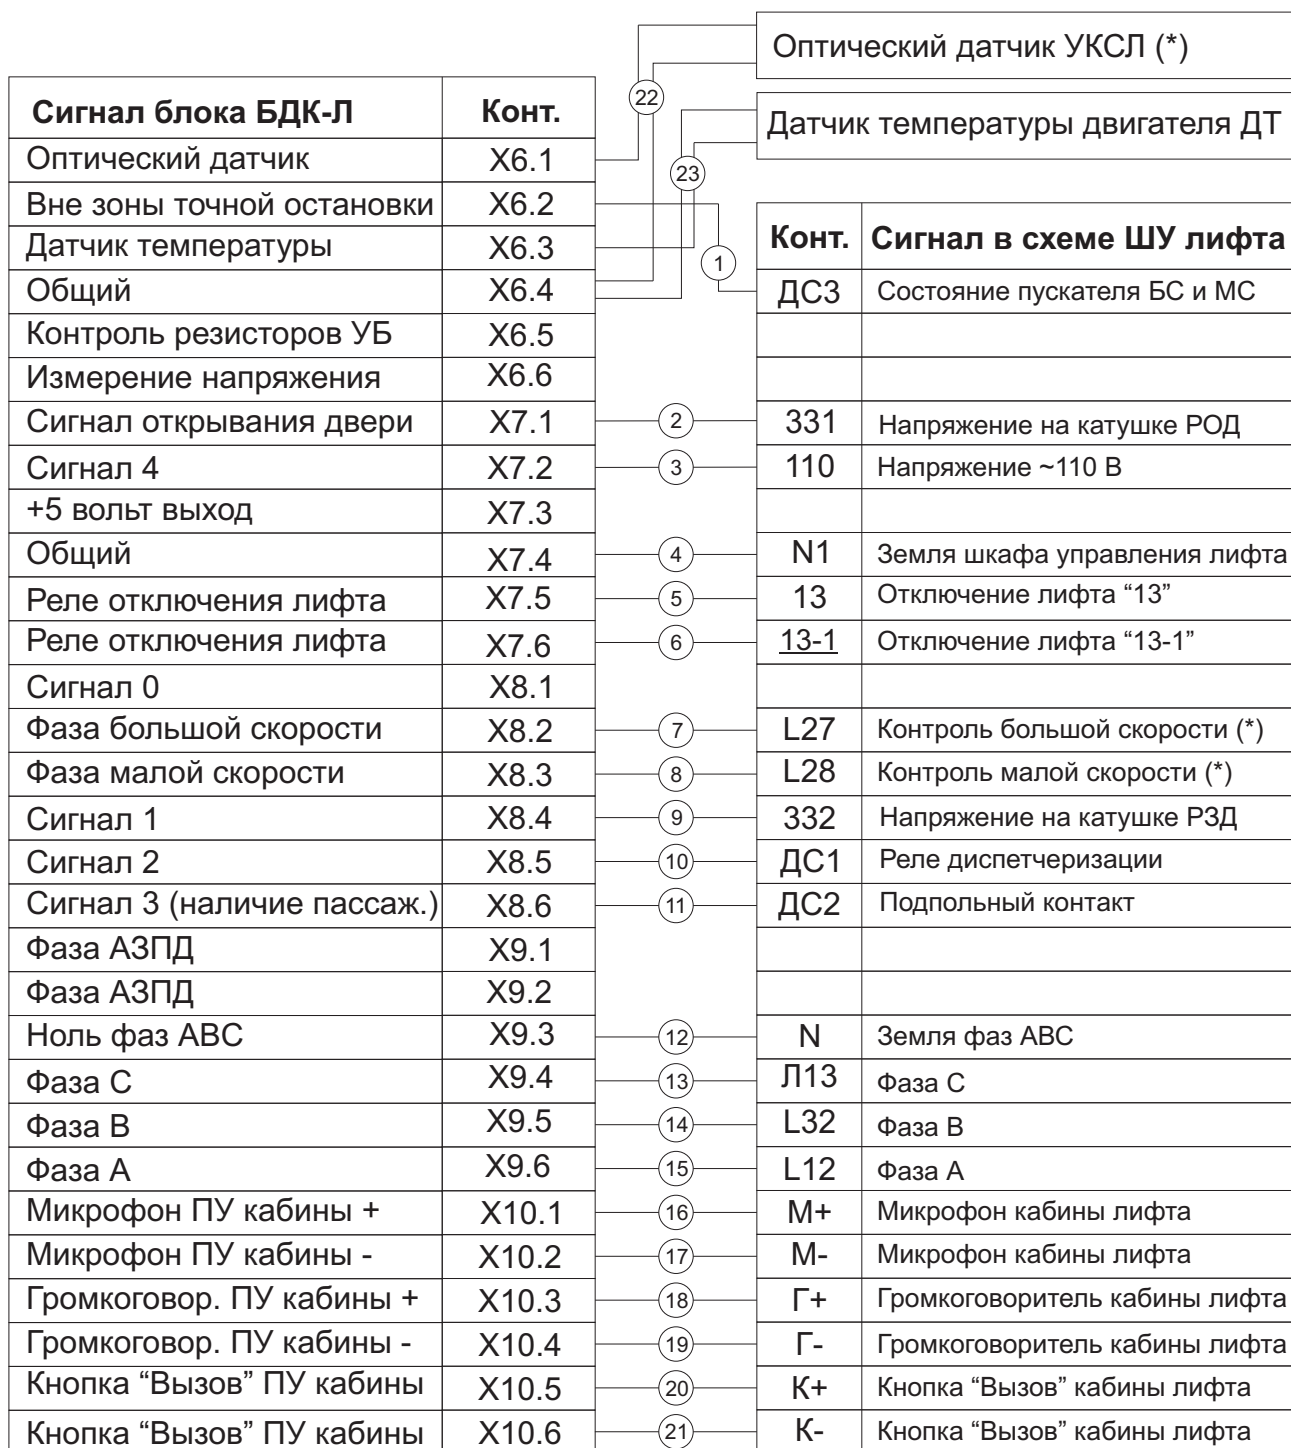 Оптический датчик УКСЛ (*)
Датчик температуры двигателя ДТ
22
23
1
Сигнал блока БДК-Л Конт.
Оптический датчик X6.1
Вне зоны точной остановки X6.2
Датчик температуры X6.3
Конт. Сигнал в схеме ШУ лифта
Общий X6.4 ДС3 Состояние пускателя БС и МС
Контроль резисторов УБ X6.5
Измерение напряжения X6.6
Сигнал открывания двери X7.1 2 331 Напряжение на катушке РОД
Сигнал 4 X7.2 3 110 Напряжение ~110 В
+5 вольт выход X7.3
Общий X7.4 4 N1 Земля шкафа управления лифта
Реле отключения лифта X7.5 5 13 Отключение лифта “13”
Реле отключения лифта X7.6 6 13-1 Отключение лифта “13-1”
Сигнал 0 X8.1
Фаза большой скорости X8.2 7 L27 Контроль большой скорости (*)
Фаза малой скорости X8.3 8 L28 Контроль малой скорости (*)
Сигнал 1 X8.4 9 332 Напряжение на катушке РЗД
Сигнал 2 X8.5 10 ДС1 Реле диспетчеризации
Сигнал 3 (наличие пассаж.) X8.6 11 ДС2 Подпольный контакт
Фаза АЗПД X9.1
Фаза АЗПД X9.2
Ноль фаз АВС X9.3 12 N Земля фаз АВС
Фаза С X9.4 13 Л13 Фаза С
Фаза В X9.5 14 L32 Фаза В
Фаза А X9.6 15 L12 Фаза А
Микрофон ПУ кабины + X10.1 16 М+ Микрофон кабины лифта
Микрофон ПУ кабины - X10.2 17 М- Микрофон кабины лифта
Громкоговор. ПУ кабины + X10.3 18 Г+ Громкоговоритель кабины лифта
Громкоговор. ПУ кабины - X10.4 19 Г- Громкоговоритель кабины лифта
Кнопка “Вызов” ПУ кабины X10.5 20 К+ Кнопка “Вызов” кабины лифта
Кнопка “Вызов” ПУ кабины X10.6 21 К- Кнопка “Вызов” кабины лифта